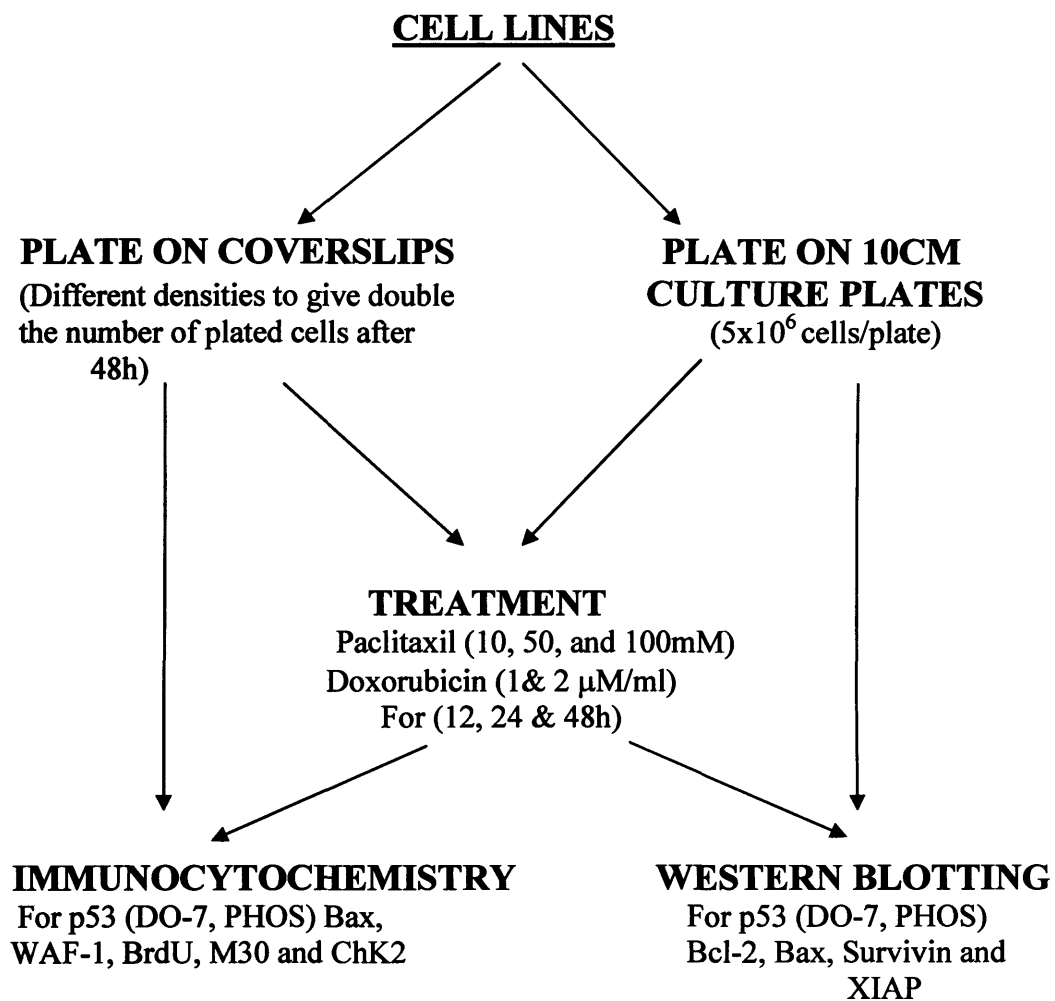 CELL LINES
PLATE ON COVERSLIPS
(Different densities to give double
the number of plated cells after
48h)
PLATE ON 10CM
CULTURE PLATES
(5x10⁶ cells/plate)
TREATMENT
Paclitaxil (10, 50, and 100mM)
Doxorubicin (1& 2 μM/ml)
For (12, 24 & 48h)
IMMUNOCYTOCHEMISTRY
For p53 (DO-7, PHOS) Bax,
WAF-1, BrdU, M30 and ChK2
WESTERN BLOTTING
For p53 (DO-7, PHOS)
Bcl-2, Bax, Survivin and
XIAP